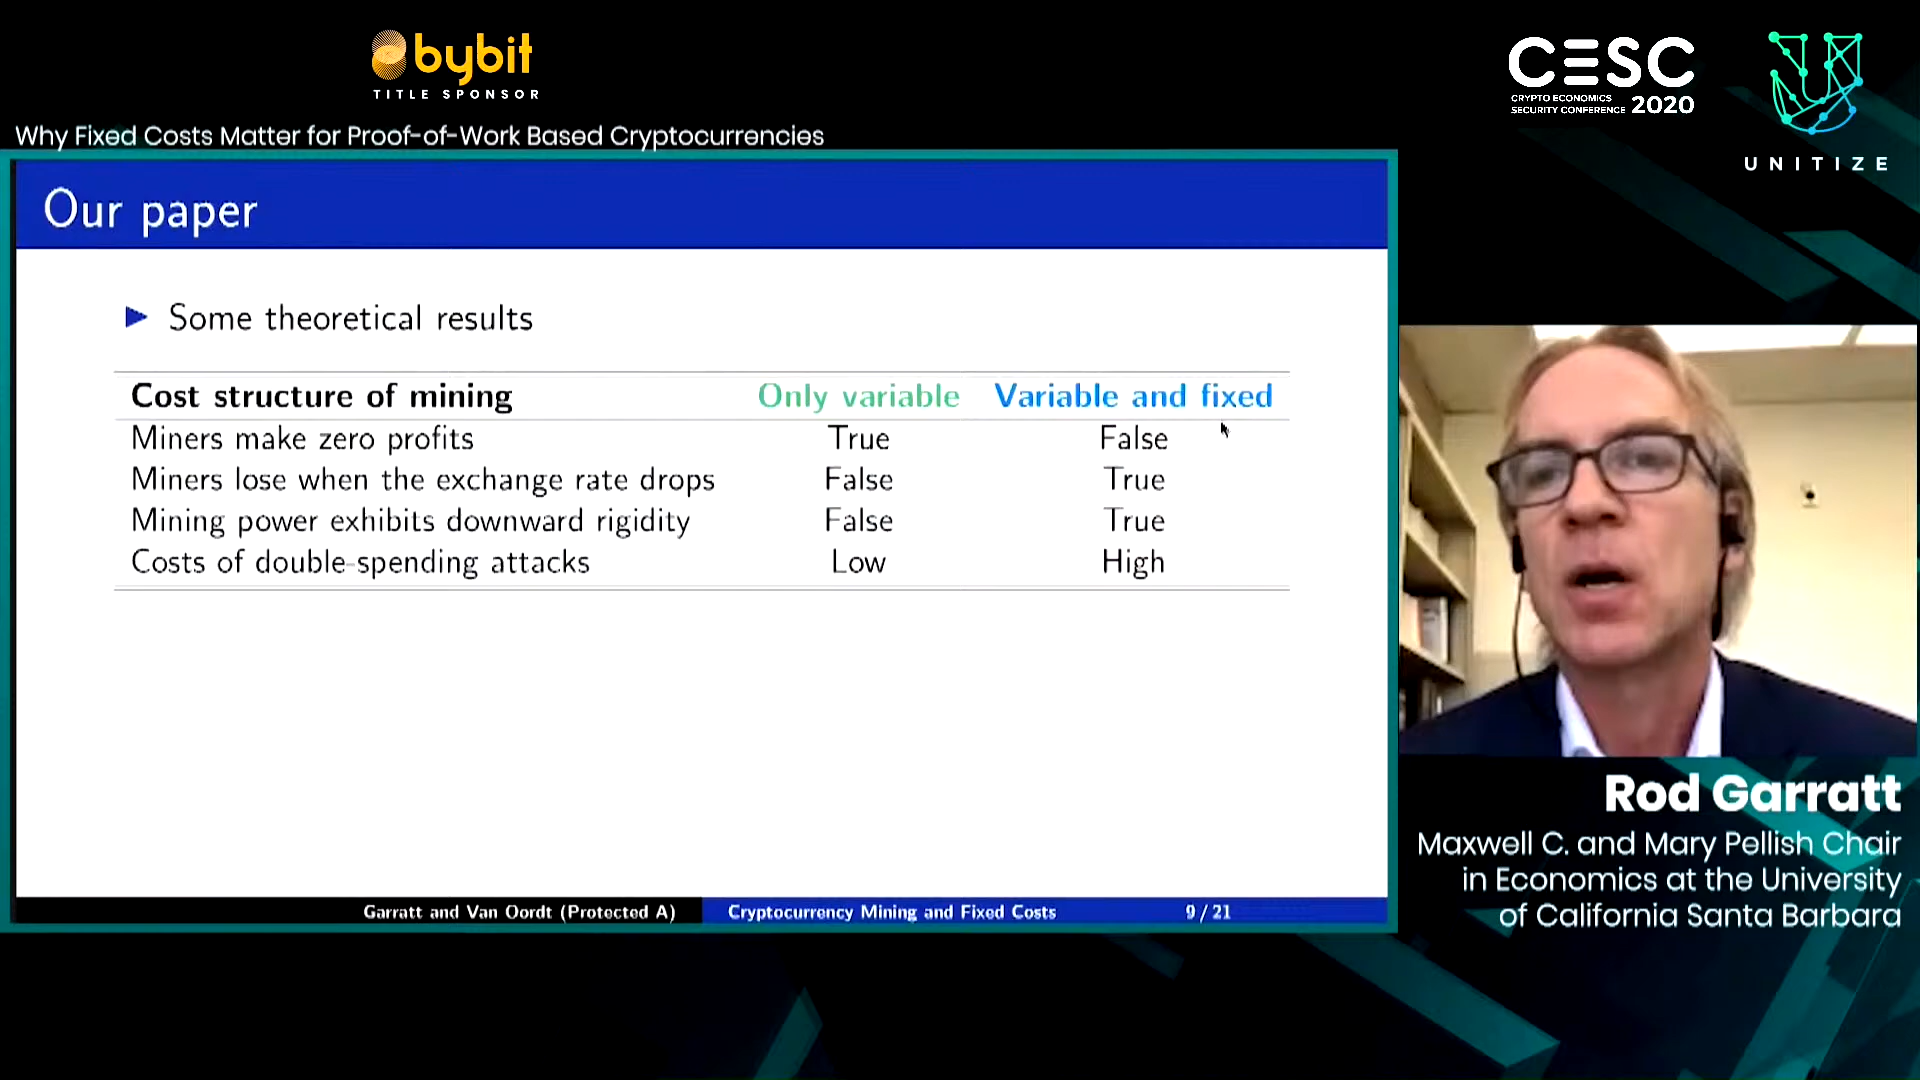 bybit
TITLE SPONSOR
CESC
CRYPTO ECONOMICS
SECURITY CONFERENCE 2020
UNITIZE
Why Fixed Costs Matter for Proof-of-Work Based Cryptocurrencies
Our paper
Some theoretical results
Cost structure of mining Only variable Variable and fixed
Miners make zero profits True False
Miners lose when the exchange rate drops False True
Mining power exhibits downward rigidity False True
Costs of double-spending attacks Low High
Garratt and Van Oordt (Protected A) Cryptocurrency Mining and Fixed Costs 9 / 21
Rod Garratt
Maxwell C. and Mary Pellish Chair
in Economics at the University
of California Santa Barbara